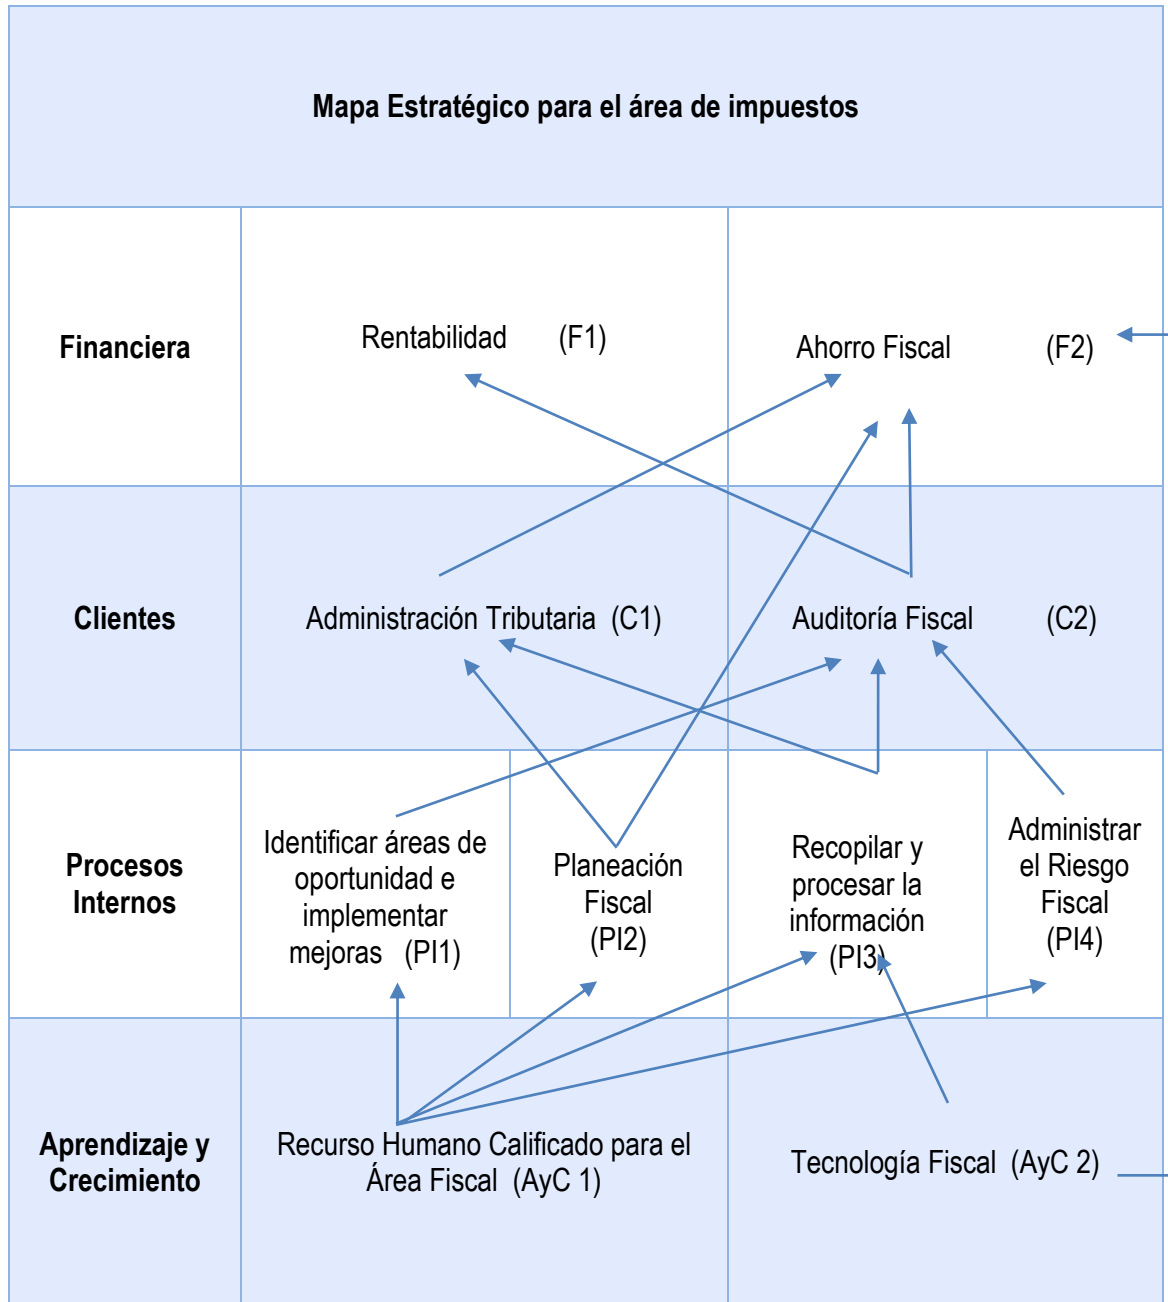 Mapa Estratégico para el área de impuestos
Financiera
Rentabilidad (F1)
Ahorro Fiscal (F2)
Clientes
Administración Tributaria (C1)
Auditoría Fiscal (C2)
Procesos
Internos
Identificar áreas de
oportunidad e
implementar
mejoras (PI1)
Planeación
Fiscal
(PI2)
Recopilar y
procesar la
información
(PI3)
Administrar
el Riesgo
Fiscal
(PI4)
Aprendizaje y
Crecimiento
Recurso Humano Calificado para el
Área Fiscal (AyC 1)
Tecnología Fiscal (AyC 2)